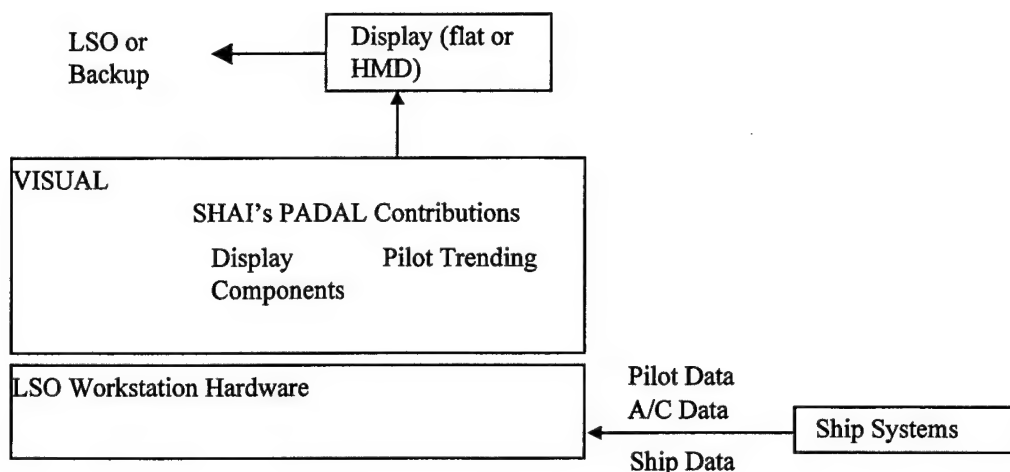 LSO or
Backup
Display (flat or
HMD)
VISUAL
SHAI's PADAL Contributions
Display
Components
Pilot Trending
LSO Workstation Hardware
Pilot Data
A/C Data
Ship Data
Ship Systems